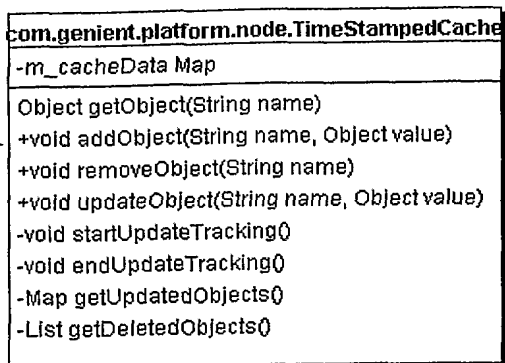 com.genient.platform.node.TimeStampedCache
-m_cacheData Map
Object getObject(String name)
+void addObject(String name, Object value)
+void removeObject(String name)
+void updateObject(String name, Object value)
-void startUpdateTracking()
-void endUpdateTracking()
-Map getUpdatedObjects()
-List getDeletedObjects()